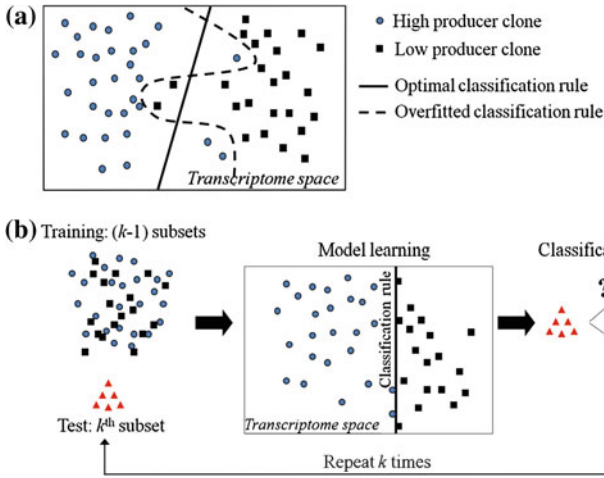 (a)
High producer clone
Low producer clone
Optimal classification rule
Overfitted classification rule
Transcriptome space
(b)
Training: (k-1) subsets
Model learning
Classifica
Classification rule
?
Transcriptome space
Test: kth subset
Repeat k times